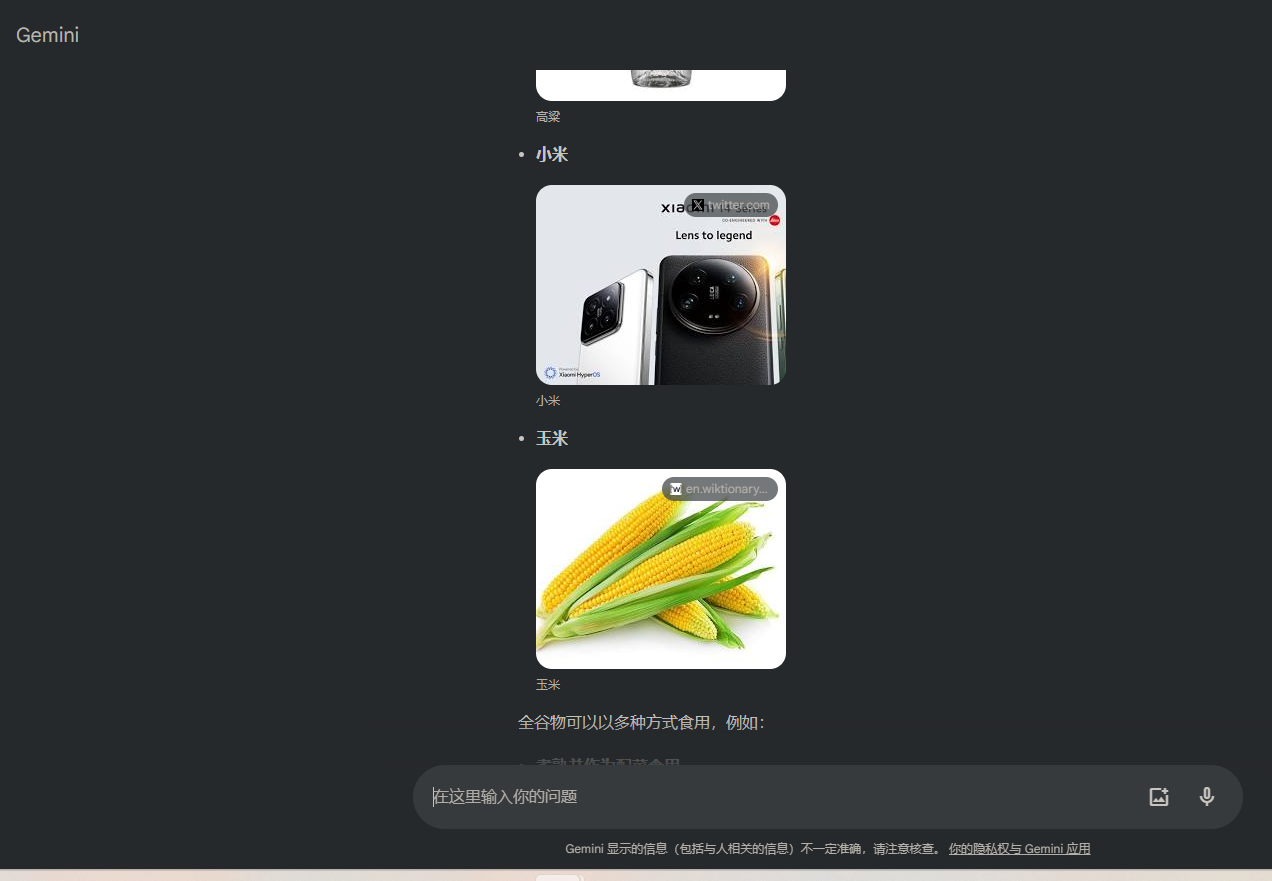 Gemini
高粱
小米
twitter.com
Lens to legend
Xiaomi HyperOS
小米
玉米
en.wiktionary...
玉米
全谷物可以以多种方式食用，例如：
在这里输入你的问题
Gemini 显示的信息（包括与人相关的信息）不一定准确，请注意核查。 你的隐私权与 Gemini 应用